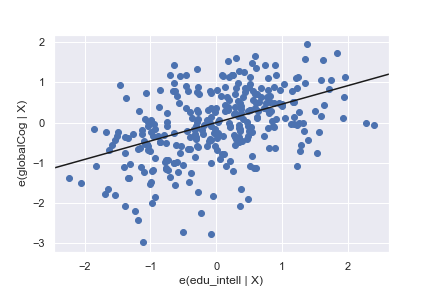 2
1
0
−1
−2
−3
e(globalCog | X)
−2 −1 0 1 2
e(edu_intell | X)